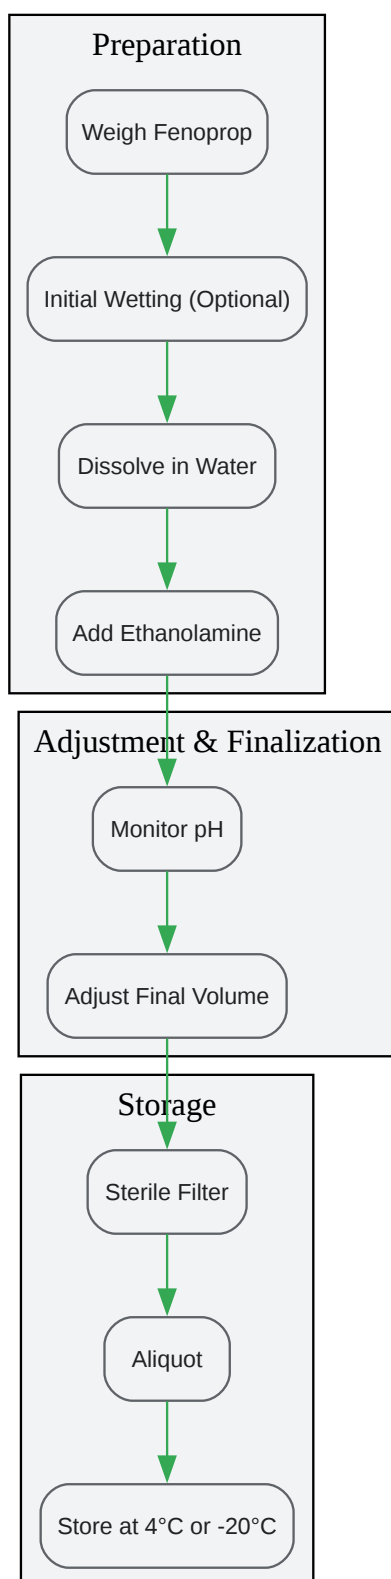 Preparation
Weigh Fenoprop
Initial Wetting (Optional)
Dissolve in Water
Add Ethanolamine
Adjustment & Finalization
Monitor pH
Adjust Final Volume
Storage
Sterile Filter
Aliquot
Store at 4°C or -20°C